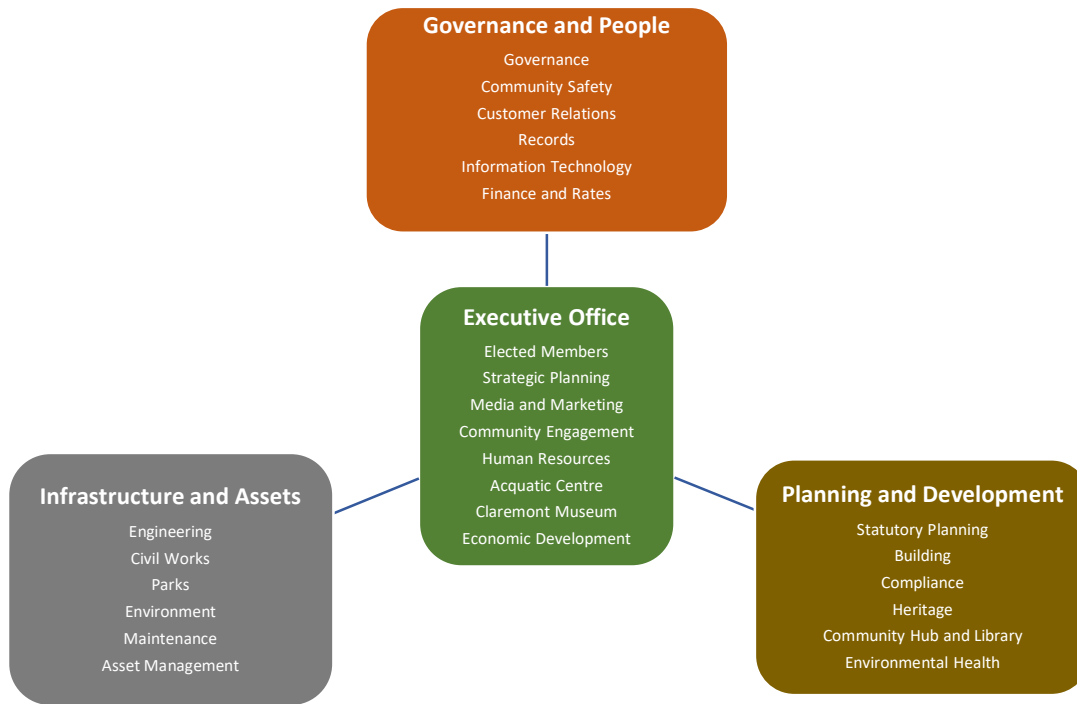 Governance and People
Governance
Community Safety
Customer Relations
Records
Information Technology
Finance and Rates
Executive Office
Elected Members
Strategic Planning
Media and Marketing
Community Engagement
Human Resources
Acquatic Centre
Claremont Museum
Economic Development
Infrastructure and Assets
Engineering
Civil Works
Parks
Environment
Maintenance
Asset Management
Planning and Development
Statutory Planning
Building
Compliance
Heritage
Community Hub and Library
Environmental Health